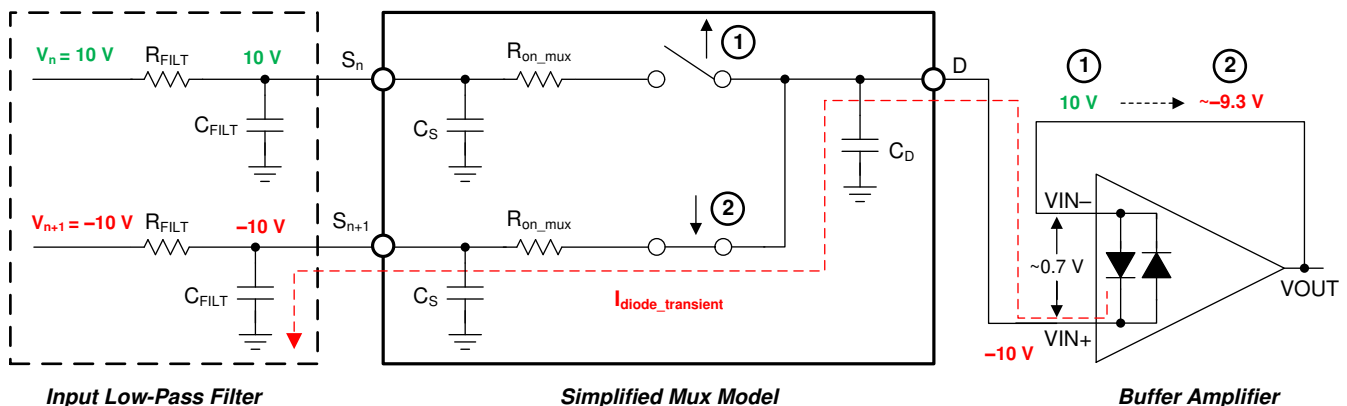 Vn = 10 V
RFILT
10 V
Sn
Ron_mux
1
D
1
2
10 V
~–9.3 V
CFILT
CS
CD
Vn+1 = –10 V
RFILT
–10 V
Sn+1
Ron_mux
2
VIN–
~0.7 V
VOUT
CFILT
CS
Idiode_transient
VIN+
–10 V
Input Low-Pass Filter
Simplified Mux Model
Buffer Amplifier